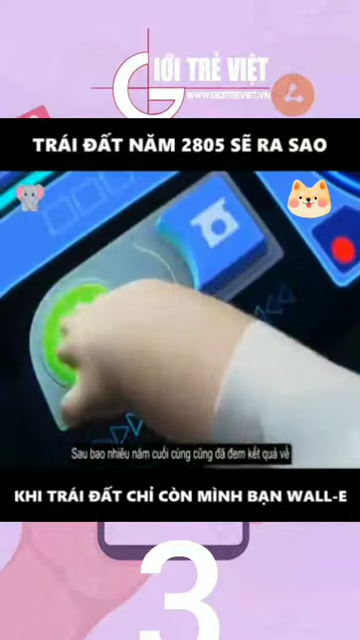 GIỚI TRẺ VIỆT
WWW.GIOITREVIET.VN
TRÁI ĐẤT NĂM 2805 SẼ RA SAO
Sau bao nhiêu năm cuối cùng cũng đã đem kết quả về
KHI TRÁI ĐẤT CHỈ CÒN MÌNH BẠN WALL-E
3